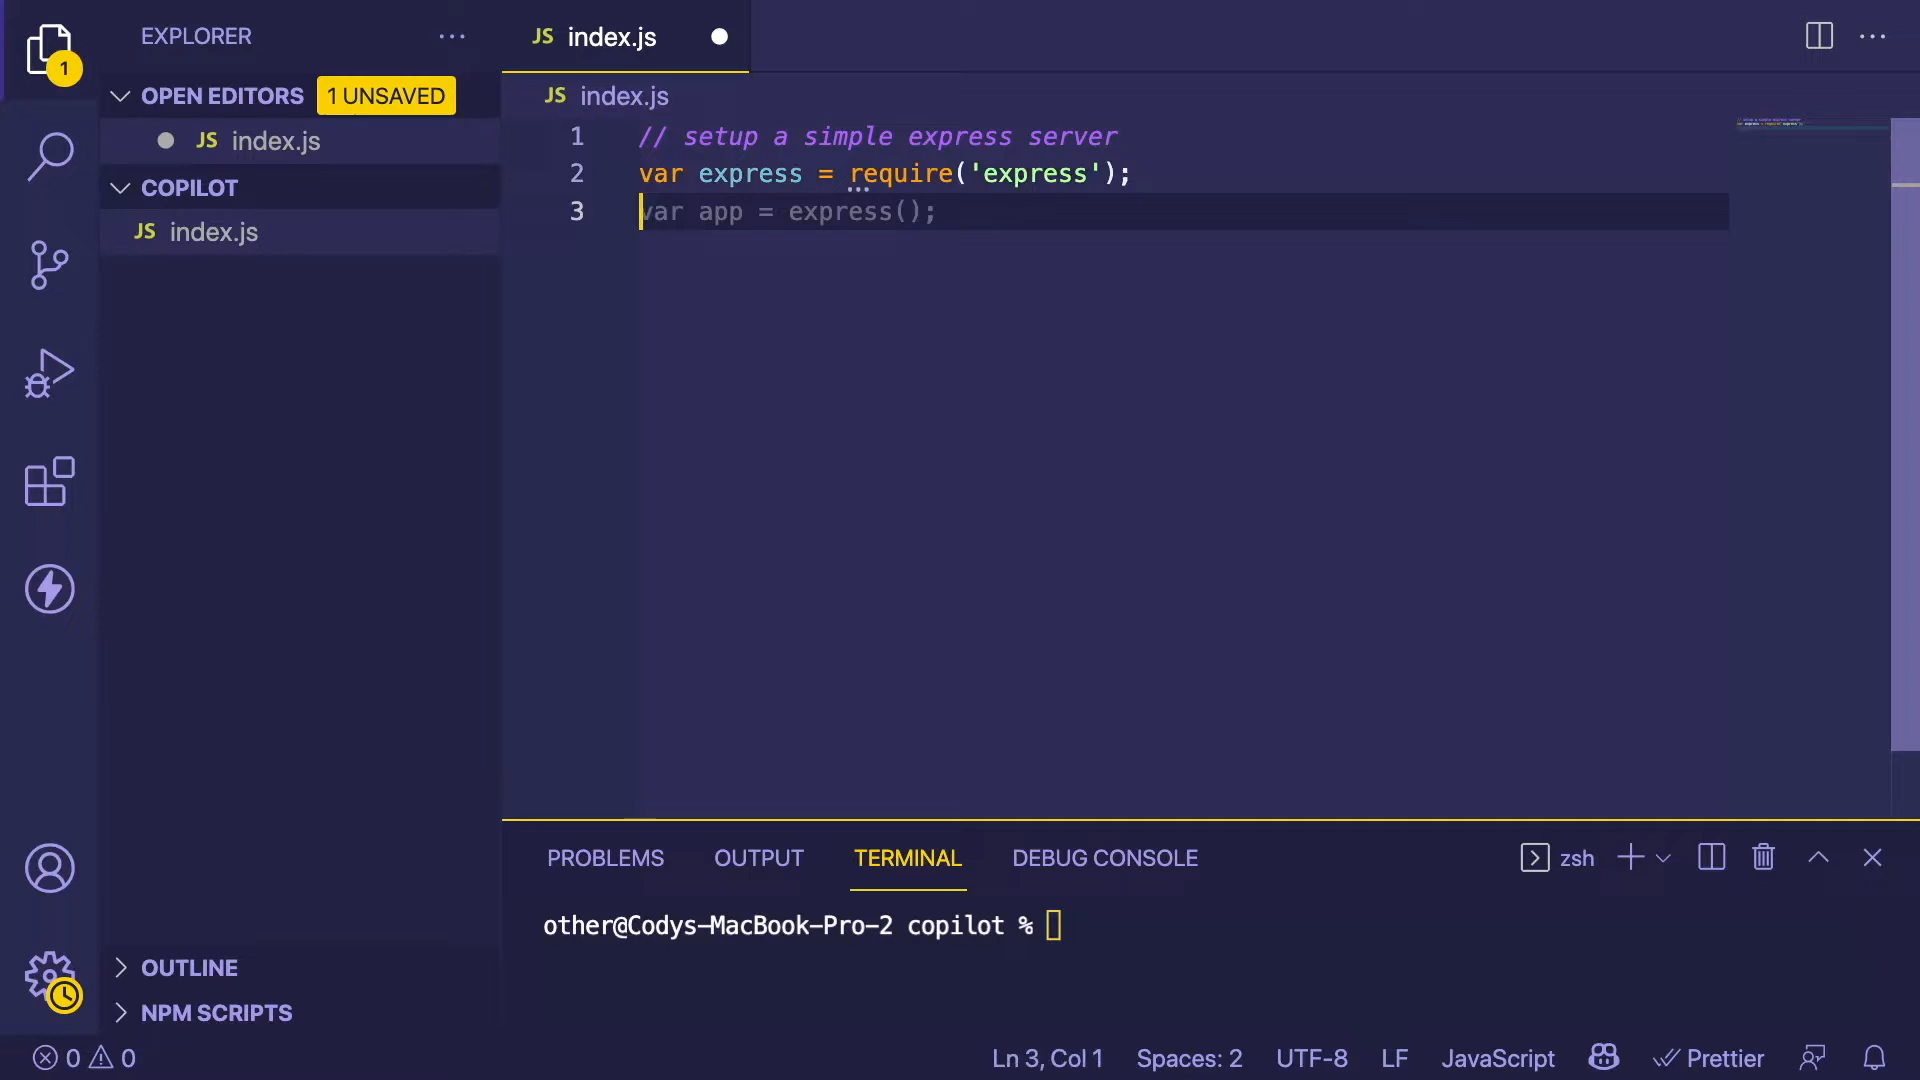 EXPLORER
1
OPEN EDITORS 1 UNSAVED
JS index.js
COPILOT
JS index.js
OUTLINE
NPM SCRIPTS
JS index.js
JS index.js
1 // setup a simple express server
2 var express = require('express');
3 var app = express();
PROBLEMS OUTPUT TERMINAL DEBUG CONSOLE
zsh
other@Codys-MacBook-Pro-2 copilot %
0 0
Ln 3, Col 1 Spaces: 2 UTF-8 LF JavaScript Prettier